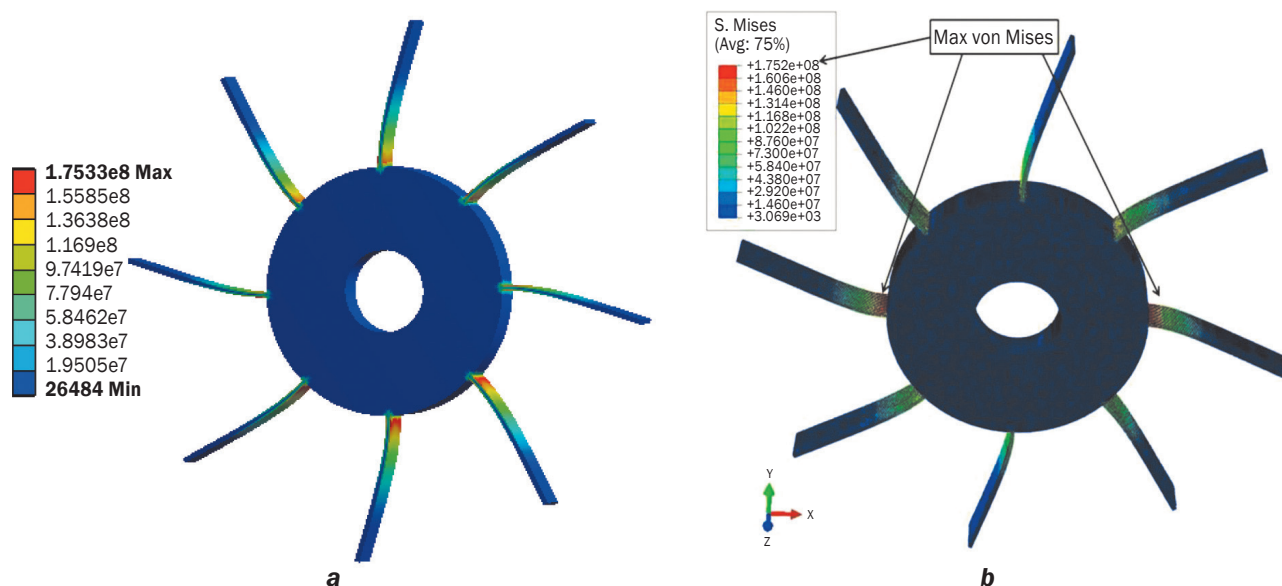 1.7533e8 Max
1.5585e8
1.3638e8
1.169e8
9.7419e7
7.794e7
5.8462e7
3.8983e7
1.9505e7
26484 Min
a
S. Mises
(Avg: 75%)
+1.752e+08
+1.606e+08
+1.460e+08
+1.314e+08
+1.168e+08
+1.022e+08
+8.760e+07
+7.300e+07
+5.840e+07
+4.380e+07
+2.920e+07
+1.460e+07
+3.069e+03
Max von Mises
Y
X
Z
b